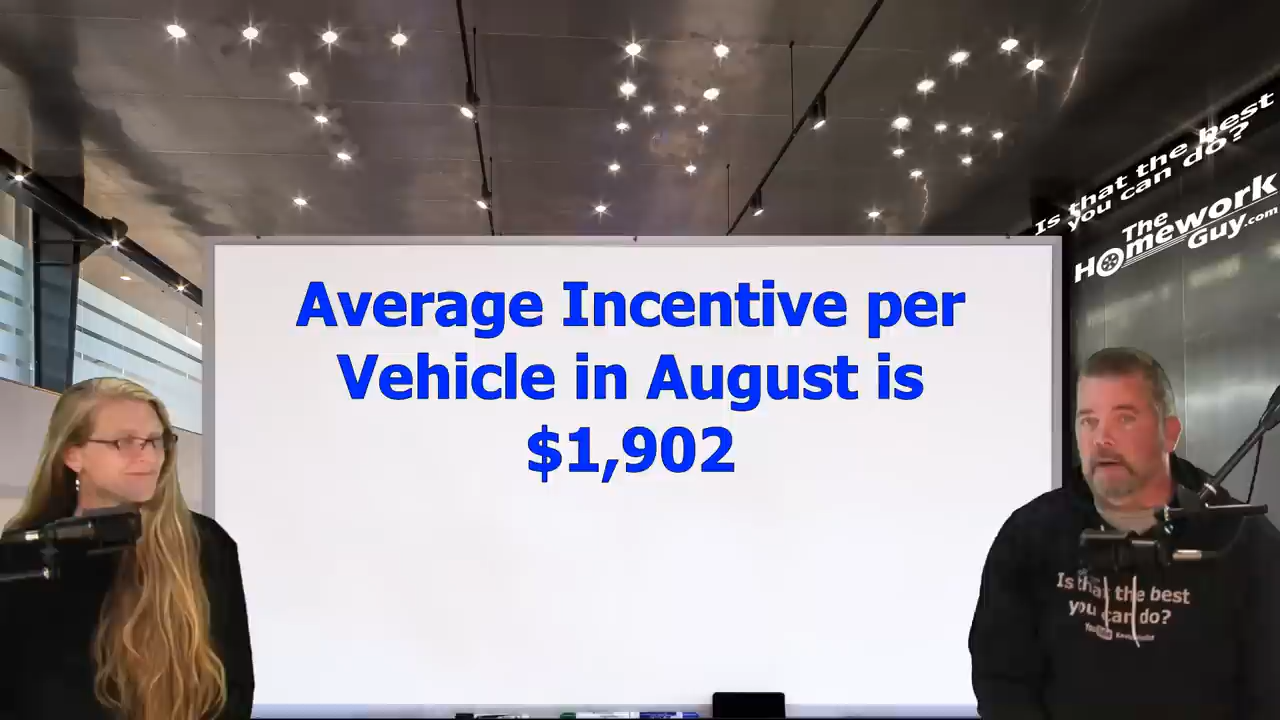 Average Incentive per
Vehicle in August is
$1,902
Is that the best
you can do?
The
Homework
Guy.com
Is that the best
you can do?